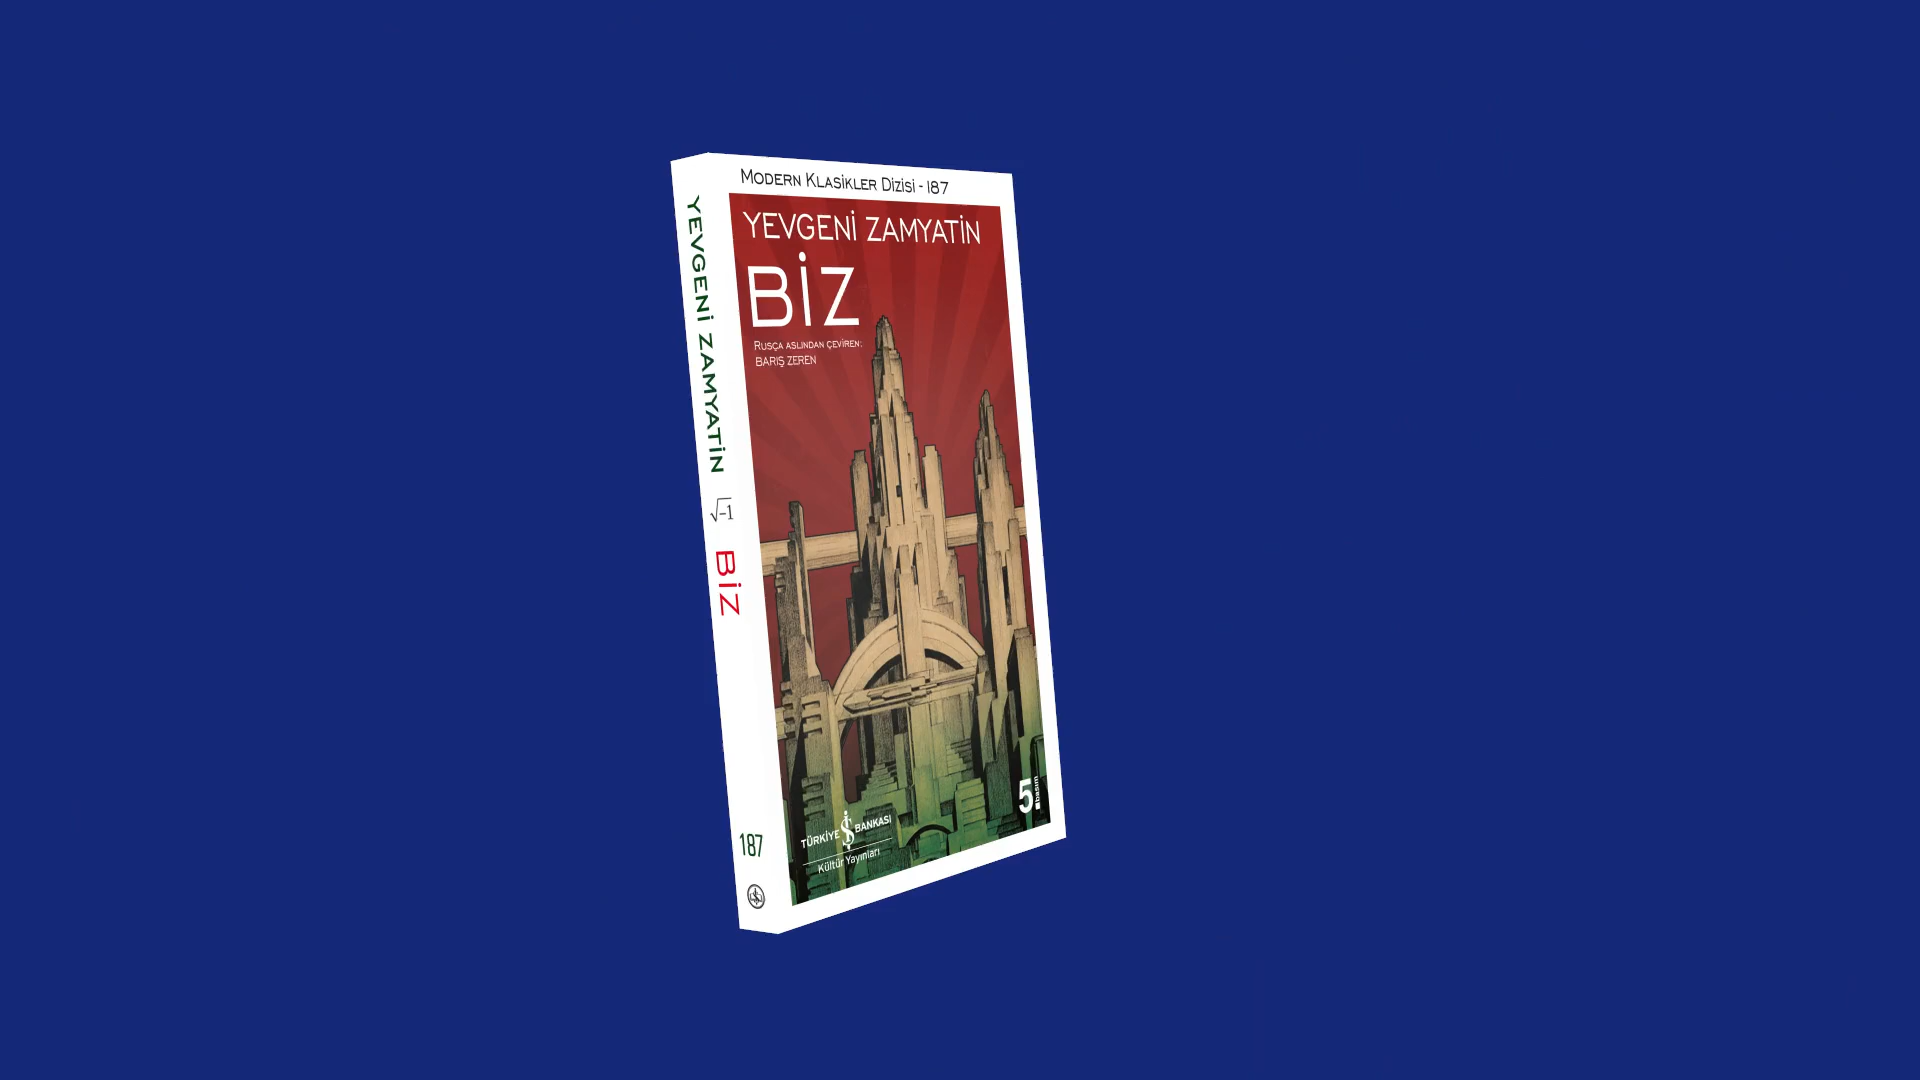 MODERN KLASİKLER DİZİSİ - 187
YEVGENİ ZAMYATİN
BİZ
RUSÇA ASLINDAN ÇEVİREN:
BARIŞ ZEREN
5. basım
TÜRKİYE İŞ BANKASI
Kültür Yayınları
YEVGENİ ZAMYATİN
√-1
BİZ
187